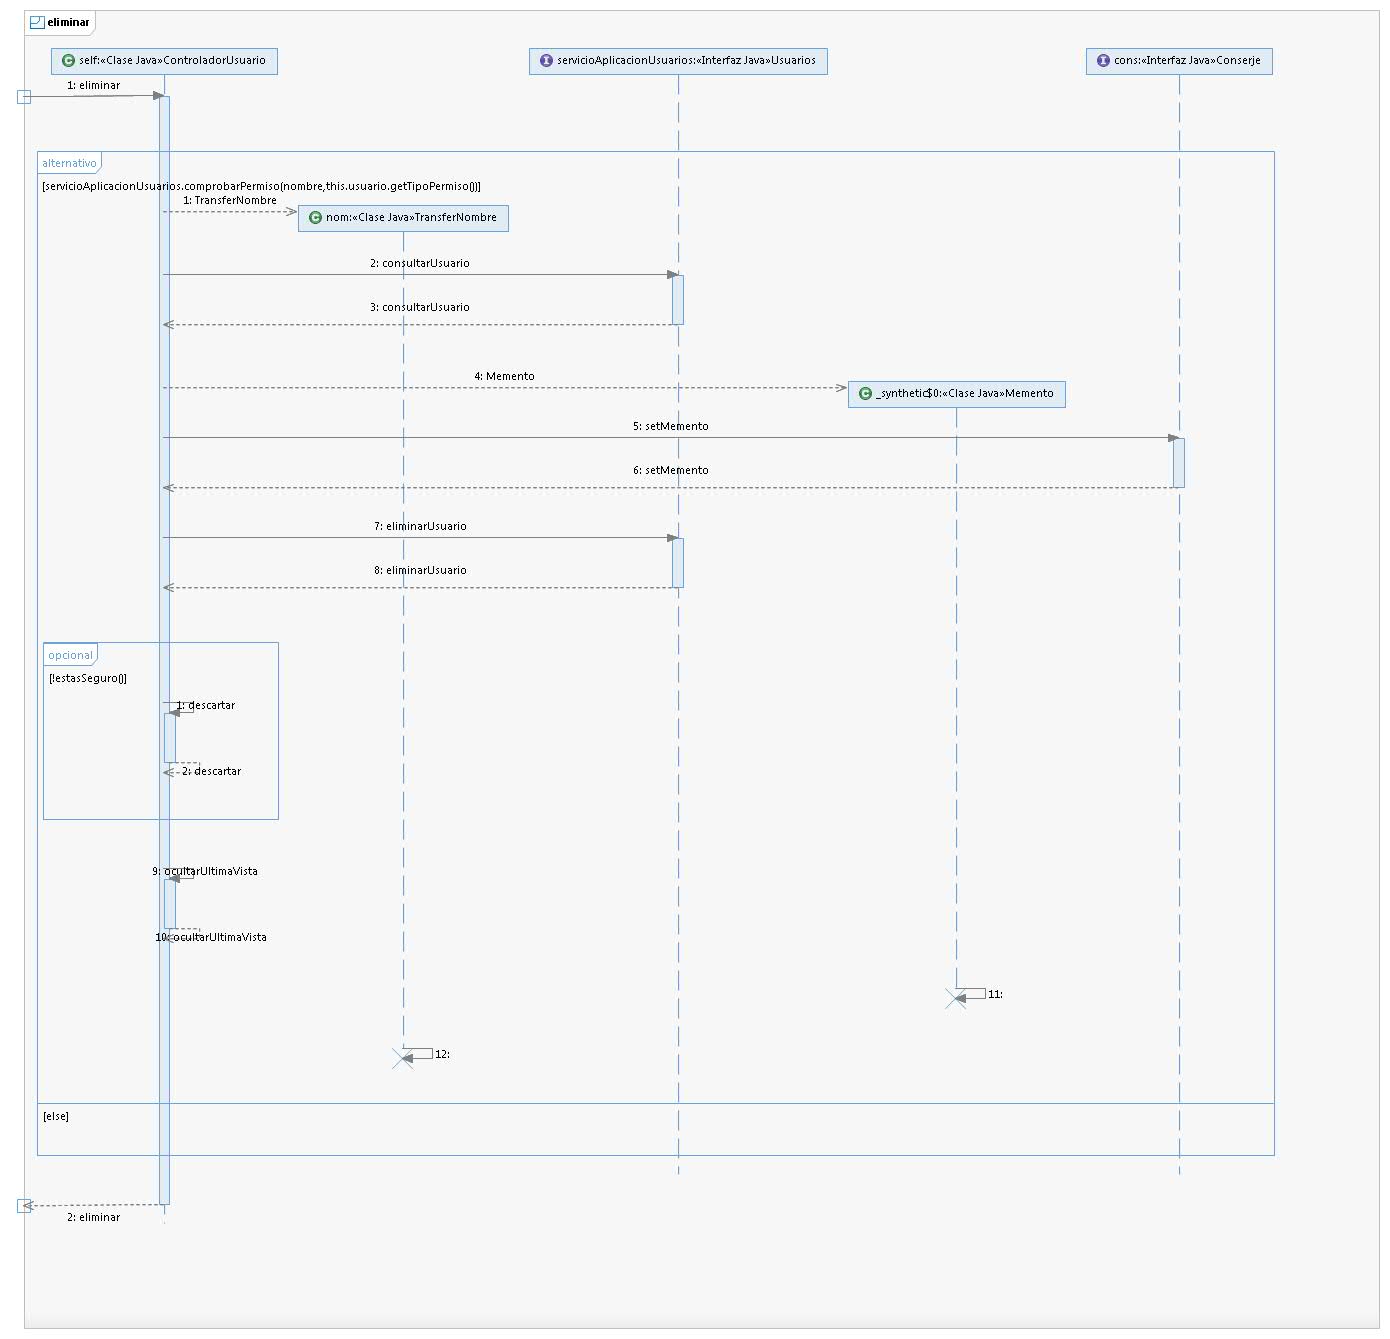 eliminar
self:«Clase Java»ControladorUsuario
servicioAplicacionUsuarios:«Interfaz Java»Usuarios
cons:«Interfaz Java»Conserje
1: eliminar
alternativo
[servicioAplicacionUsuarios.comprobarPermiso(nombre,this.usuario.getTipoPermiso())]
1: TransferNombre
nom:«Clase Java»TransferNombre
2: consultarUsuario
3: consultarUsuario
4: Memento
_synthetic$0:«Clase Java»Memento
5: setMemento
6: setMemento
7: eliminarUsuario
8: eliminarUsuario
opcional
[!estasSeguro()]
1: descartar
2: descartar
9: ocultarUltimaVista
10: ocultarUltimaVista
11:
12:
[else]
2: eliminar